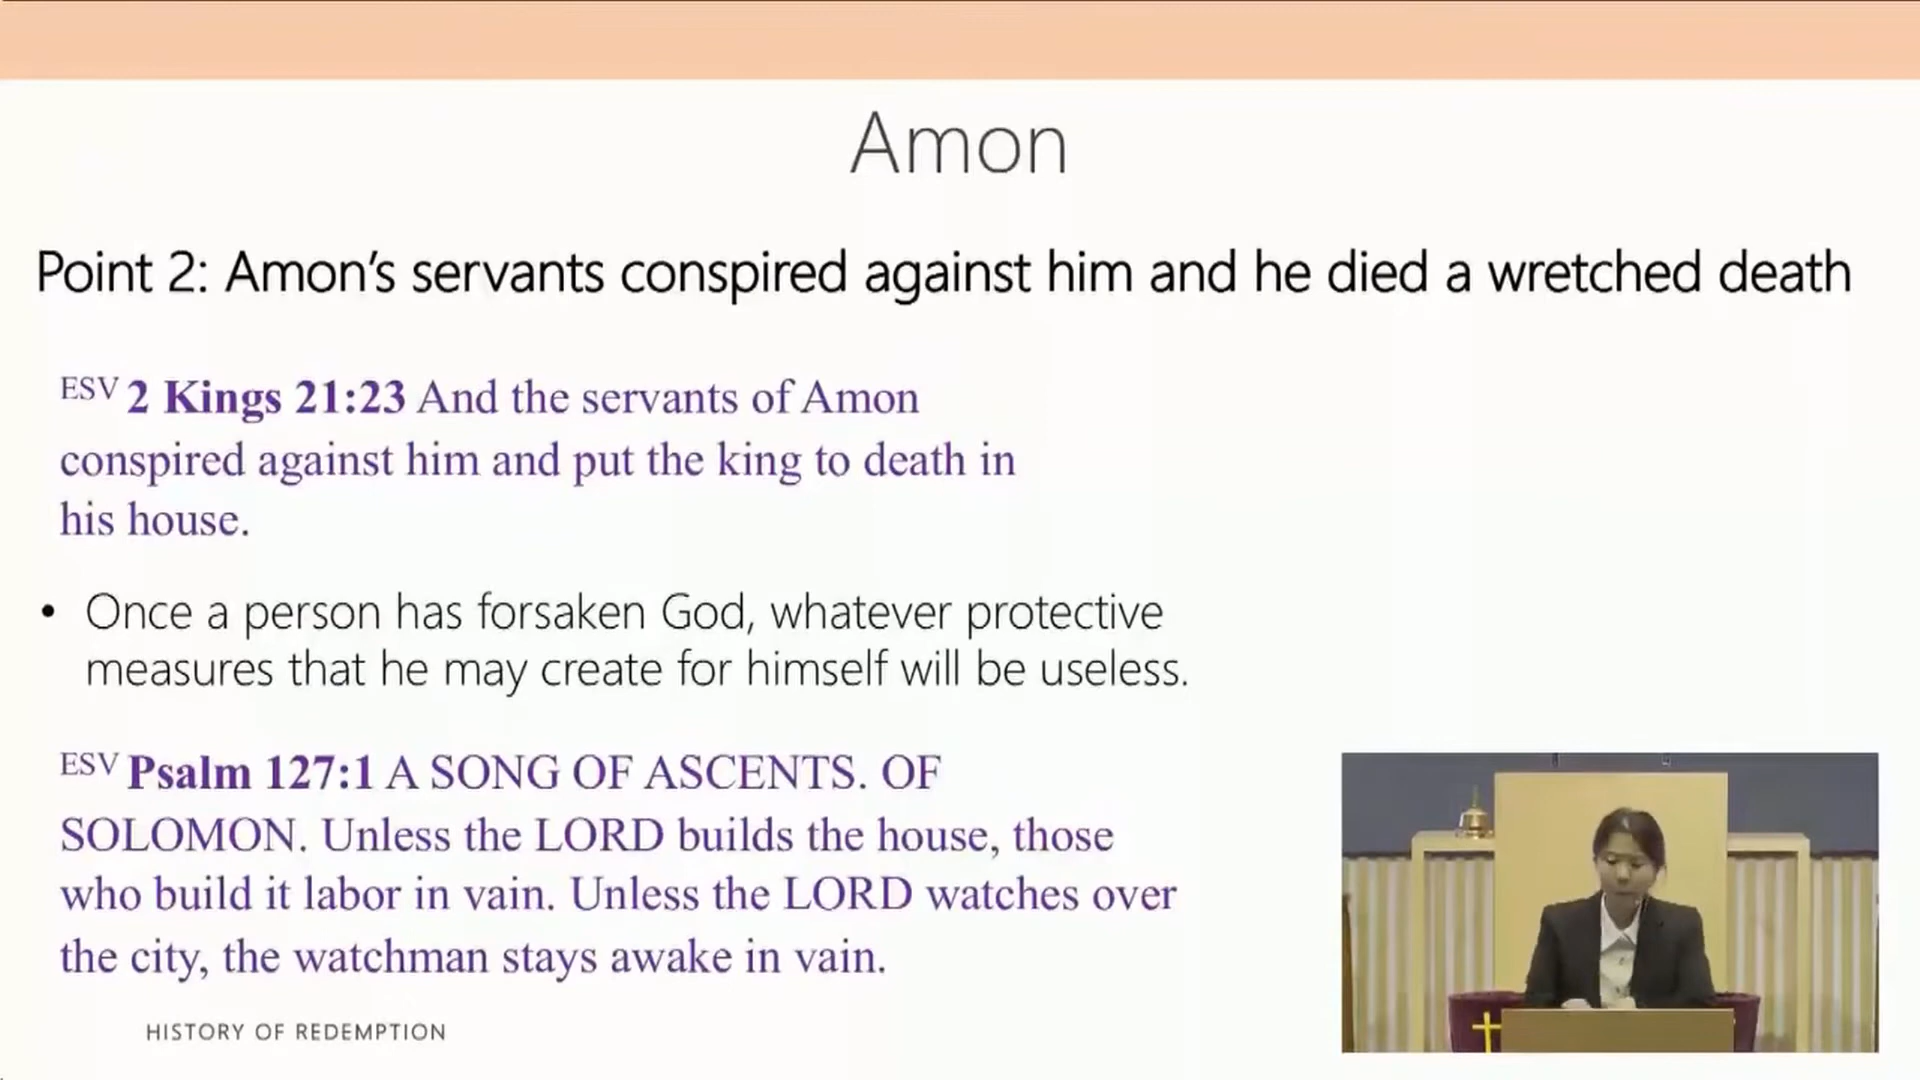 Amon
Point 2: Amon's servants conspired against him and he died a wretched death
ESV 2 Kings 21:23 And the servants of Amon
conspired against him and put the king to death in
his house.
• Once a person has forsaken God, whatever protective
measures that he may create for himself will be useless.
ESV Psalm 127:1 A SONG OF ASCENTS. OF
SOLOMON. Unless the LORD builds the house, those
who build it labor in vain. Unless the LORD watches over
the city, the watchman stays awake in vain.
HISTORY OF REDEMPTION